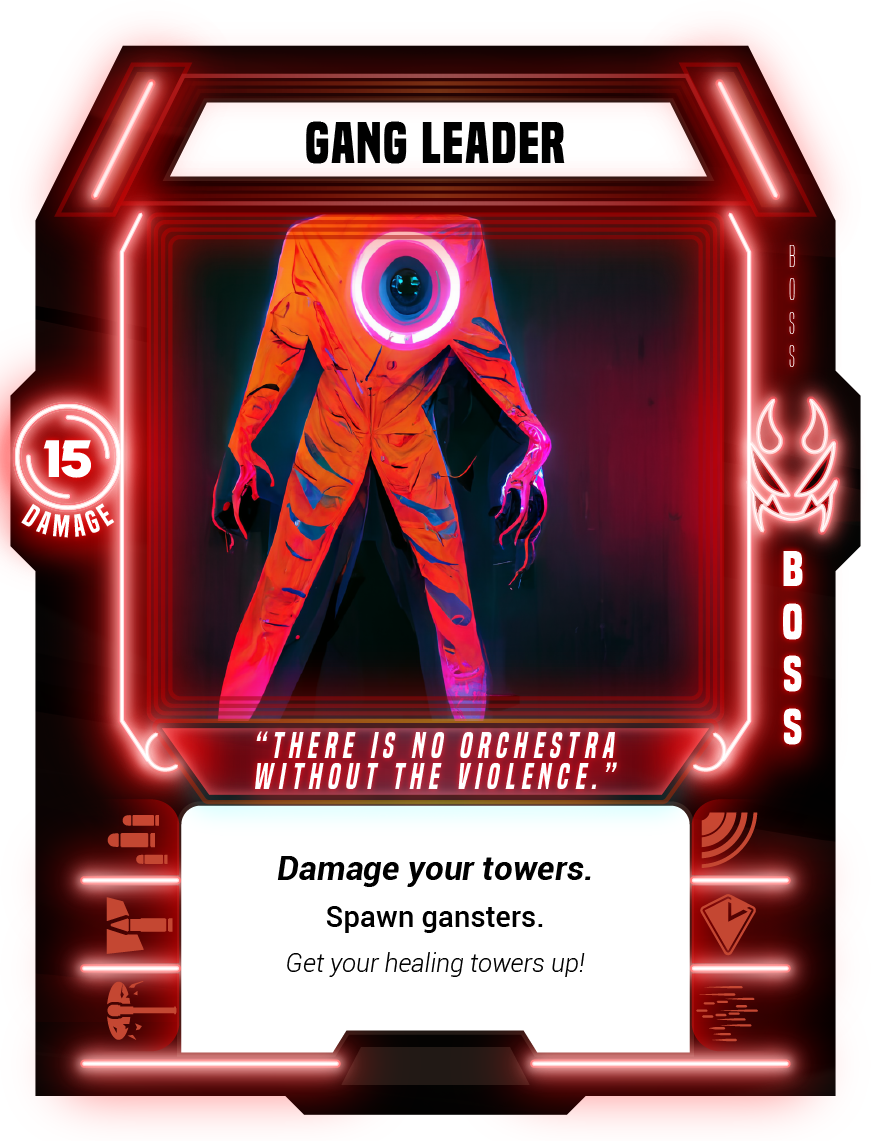 GANG LEADER
BOSS
15
DAMAGE
BOSS
“THERE IS NO ORCHESTRA
WITHOUT THE VIOLENCE.”
Damage your towers.
Spawn gansters.
Get your healing towers up!